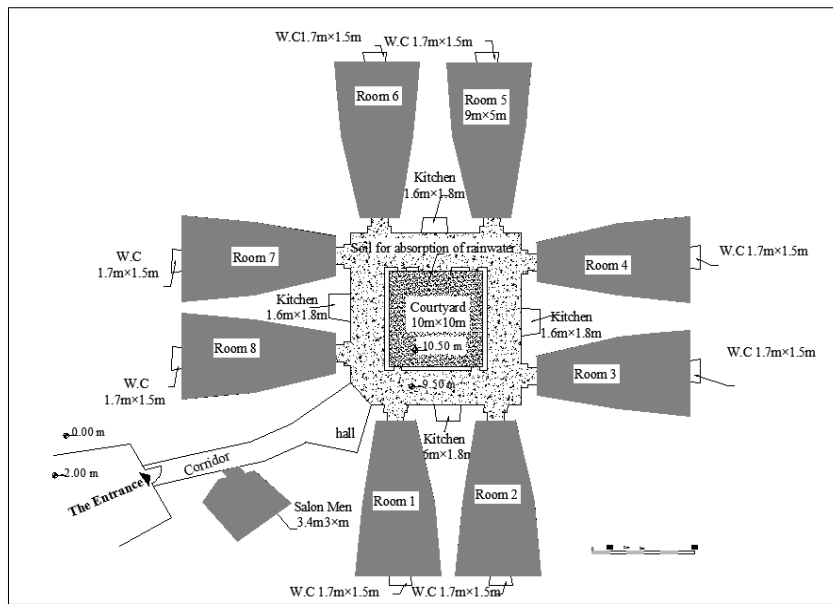 W.C1.7m×1.5m
W.C 1.7m×1.5m
Room 6
Room 5
9m×5m
Kitchen
1.6m×1.8m
Soil for absorption of rainwater
W.C
1.7m×1.5m
Room 7
Room 4
W.C 1.7m×1.5m
Kitchen
1.6m×1.8m
Courtyard
10m×10m
Kitchen
1.6m×1.8m
-10.50 m
Room 8
W.C 1.7m×1.5m
Room 3
W.C
1.7m×1.5m
-9.50 m
0.00 m
hall
Kitchen
6m×1.8m
-2.00 m
Corridor
The Entrance
Room 1
Room 2
Salon Men
3.4m3×m
W.C 1.7m×1.5m
W.C 1.7m×1.5m